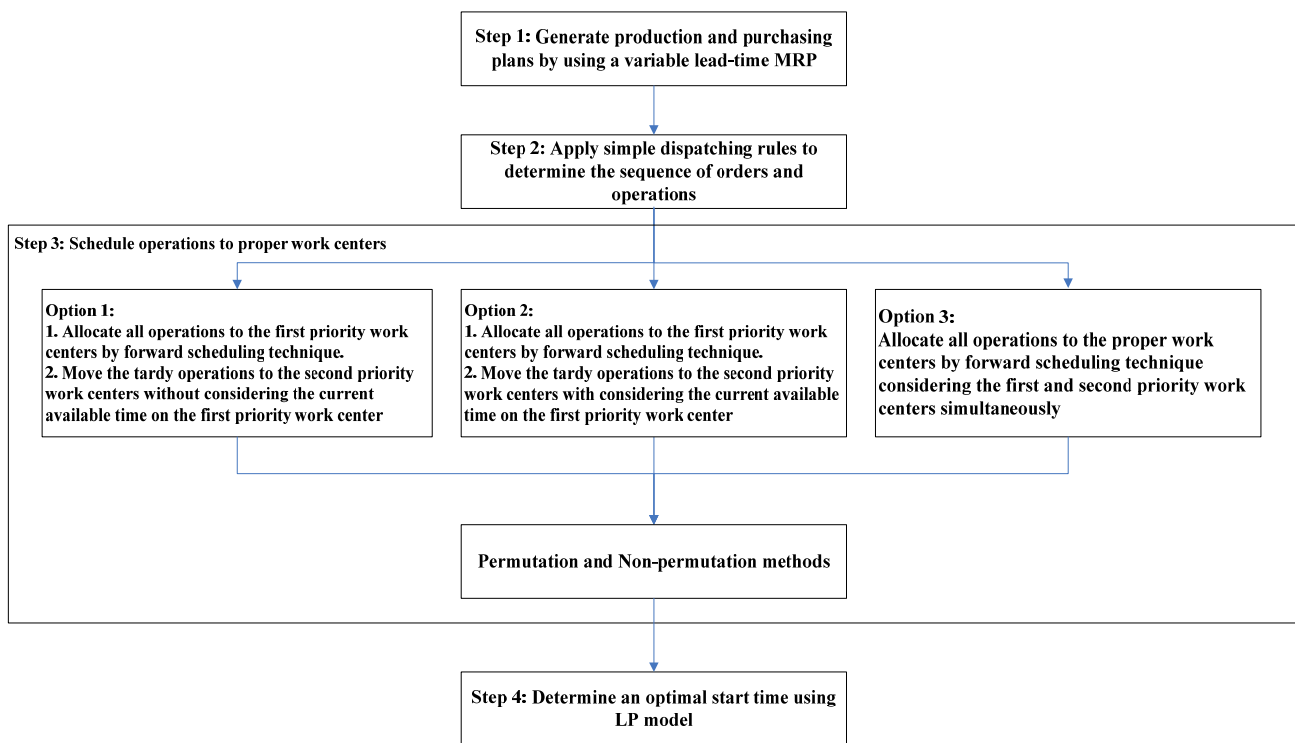 Step 1: Generate production and purchasing
plans by using a variable lead-time MRP
Step 2: Apply simple dispatching rules to
determine the sequence of orders and
operations
Step 3: Schedule operations to proper work centers
Option 1:
1. Allocate all operations to the first priority work
centers by forward scheduling technique.
2. Move the tardy operations to the second priority
work centers without considering the current
available time on the first priority work center
Option 2:
1. Allocate all operations to the first priority work
centers by forward scheduling technique.
2. Move the tardy operations to the second priority
work centers with considering the current available
time on the first priority work center
Option 3:
Allocate all operations to the proper work
centers by forward scheduling technique
considering the first and second priority work
centers simultaneously
Permutation and Non-permutation methods
Step 4: Determine an optimal start time using
LP model